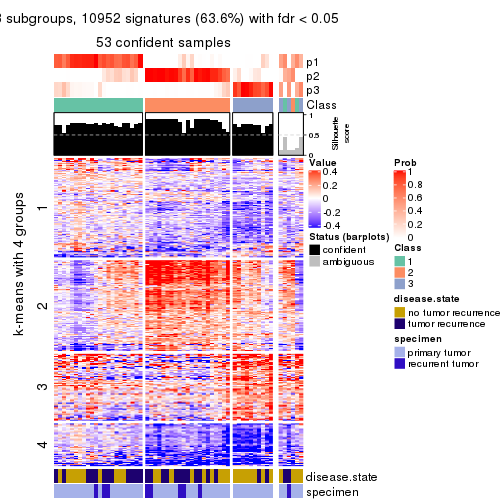 3 subgroups, 10952 signatures (63.6%) with fdr < 0.05
53 confident samples
p1
p2
p3
Class
1
0.5
0
Silhouette
score
k-means with 4 groups
1
2
3
4
disease.state
specimen
Value
0.4
0.2
0
-0.2
-0.4
Status (barplots)
confident
ambiguous
Prob
1
0.8
0.6
0.4
0.2
0
Class
1
2
3
disease.state
no tumor recurrence
tumor recurrence
specimen
primary tumor
recurrent tumor